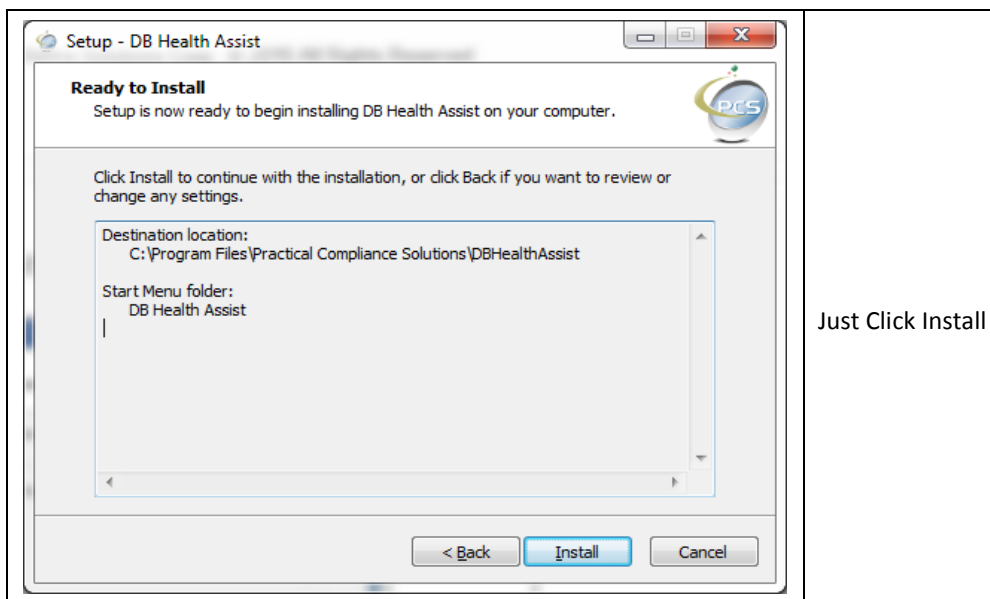 Setup - DB Health Assist
Ready to Install
Setup is now ready to begin installing DB Health Assist on your computer.
PCS
Click Install to continue with the installation, or click Back if you want to review or
change any settings.
Destination location:
C:\Program Files\Practical Compliance Solutions\DBHealthAssist
Start Menu folder:
DB Health Assist
< Back
Install
Cancel
Just Click Install